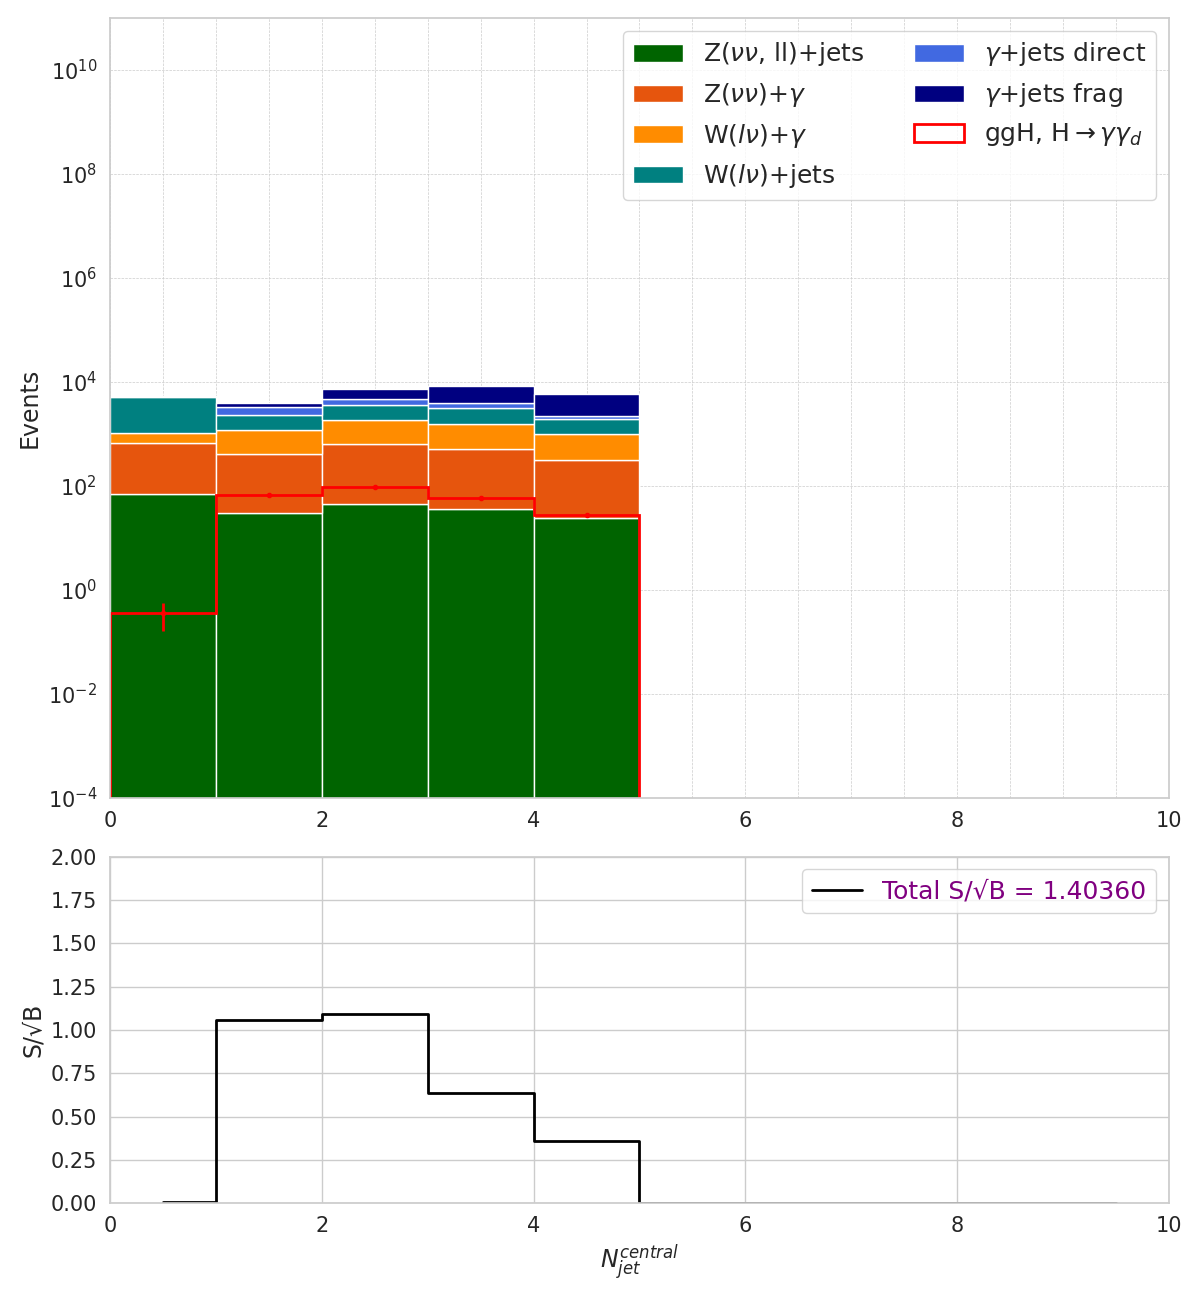 Z(νν, ll)+jets
Z(νν)+γ
W(lν)+γ
W(lν)+jets
γ+jets direct
γ+jets frag
ggH, H→γγ_d
Events
10^10
10^8
10^6
10^4
10^2
10^0
10^−2
10^−4
0 2 4 6 8 10
Total S/√B = 1.40360
S/√B
2.00
1.75
1.50
1.25
1.00
0.75
0.50
0.25
0.00
0 2 4 6 8 10
N_jet^central